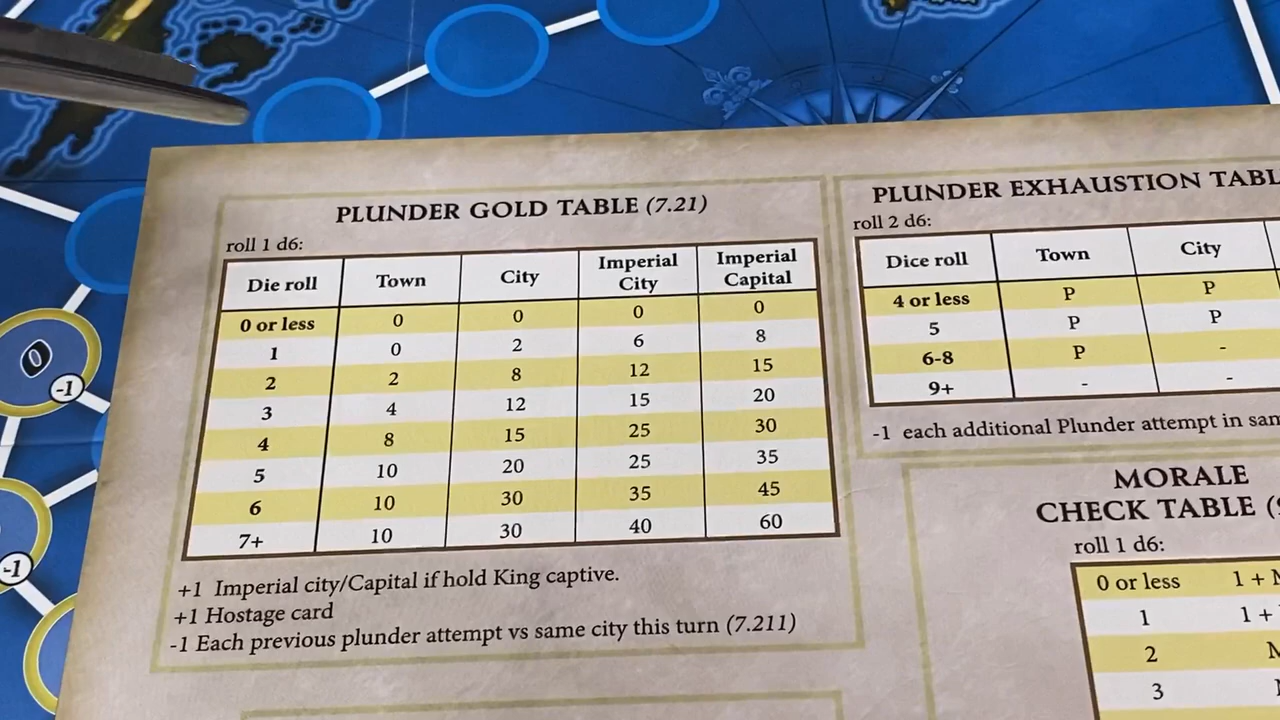 PLUNDER GOLD TABLE (7.21)
roll 1 d6:
Die roll Town City Imperial City Imperial Capital
0 or less 0 0 0 0
1 0 2 6 8
2 2 8 12 15
3 4 12 15 20
4 8 15 25 30
5 10 20 25 35
6 10 30 35 45
7+ 10 30 40 60
+1 Imperial city/Capital if hold King captive.
+1 Hostage card
-1 Each previous plunder attempt vs same city this turn (7.211)
PLUNDER EXHAUSTION TABL
roll 2 d6:
Dice roll Town City
4 or less P P
5 P P
6-8 P -
9+ - -
-1 each additional Plunder attempt in
MORALE
CHECK TABLE
roll 1 d6:
0 or less 1 +
1 1 +
2
3
0
-1
-1